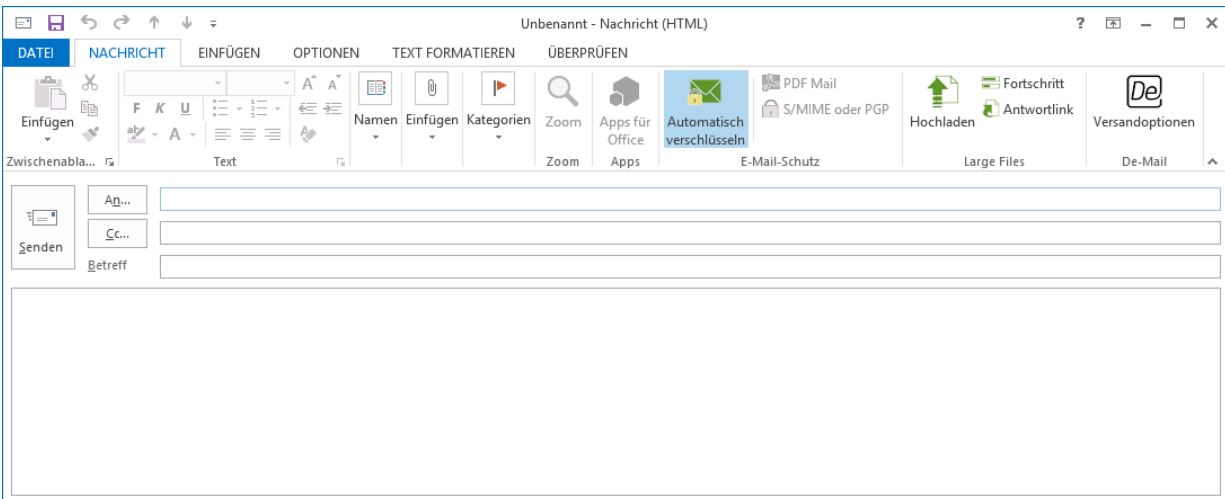 Unbenannt - Nachricht (HTML)
?
DATEI NACHRICHT EINFÜGEN OPTIONEN TEXT FORMATIEREN ÜBERPRÜFEN
Einfügen
F K U
A A
ab A
Namen Einfügen Kategorien
Zoom
Apps für
Office
Automatisch
verschlüsseln
PDF Mail
S/MIME oder PGP
Hochladen
Fortschritt
Antwortlink
De
Versandoptionen
Zwischenabla... Text Zoom Apps E-Mail-Schutz Large Files De-Mail
Senden
An...
Cc...
Betreff